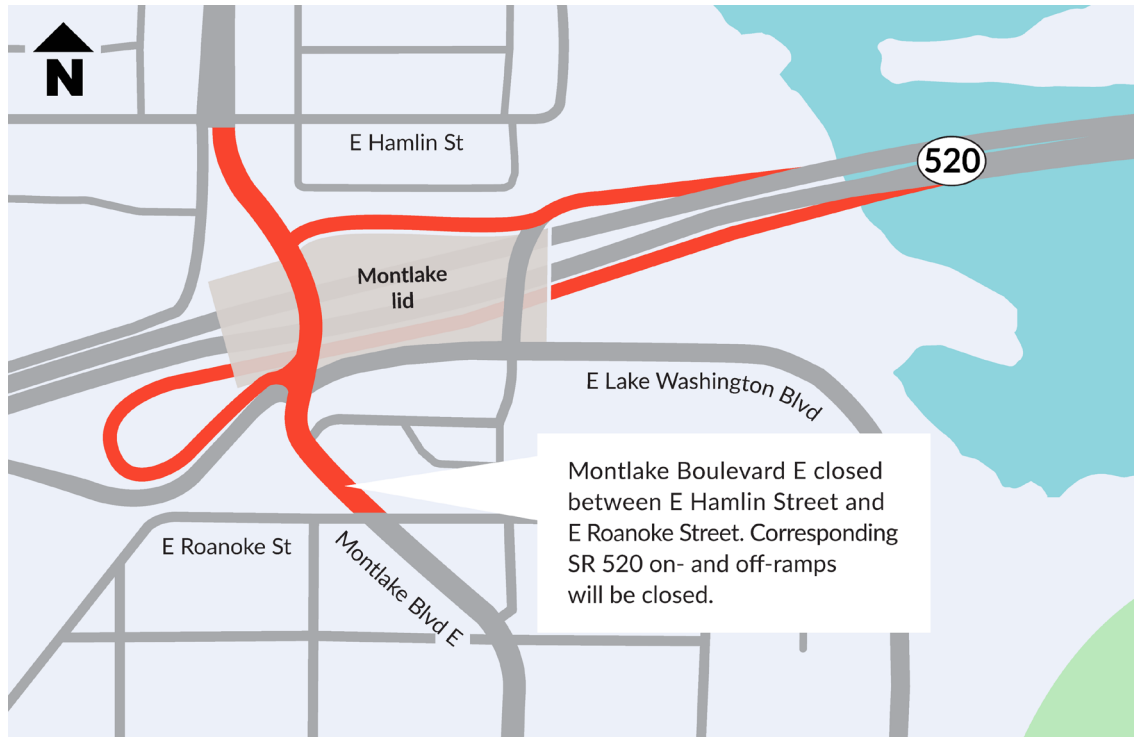 N
E Hamlin St
520
Montlake
lid
E Lake Washington Blvd
Montlake Boulevard E closed
between E Hamlin Street and
E Roanoke Street. Corresponding
SR 520 on- and off-ramps
will be closed.
E Roanoke St
Montlake Blvd E